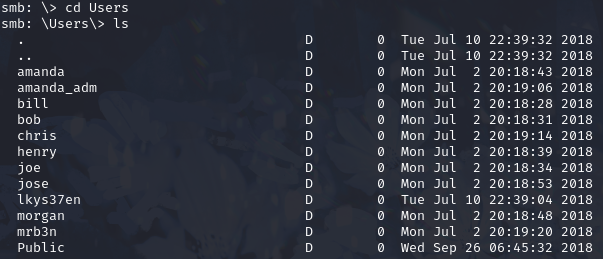 smb: \> cd Users
smb: \Users\> ls
  .                                   D        0  Tue Jul 10 22:39:32 2018
  ..                                  D        0  Tue Jul 10 22:39:32 2018
  amanda                              D        0  Mon Jul  2 20:18:43 2018
  amanda_adm                          D        0  Mon Jul  2 20:19:06 2018
  bill                                D        0  Mon Jul  2 20:18:28 2018
  bob                                 D        0  Mon Jul  2 20:18:31 2018
  chris                               D        0  Mon Jul  2 20:19:14 2018
  henry                               D        0  Mon Jul  2 20:18:39 2018
  joe                                 D        0  Mon Jul  2 20:18:34 2018
  jose                                D        0  Mon Jul  2 20:18:53 2018
  lkys37en                            D        0  Tue Jul 10 22:39:04 2018
  morgan                              D        0  Mon Jul  2 20:18:48 2018
  mrb3n                               D        0  Mon Jul  2 20:19:20 2018
  Public                              D        0  Wed Sep 26 06:45:32 2018